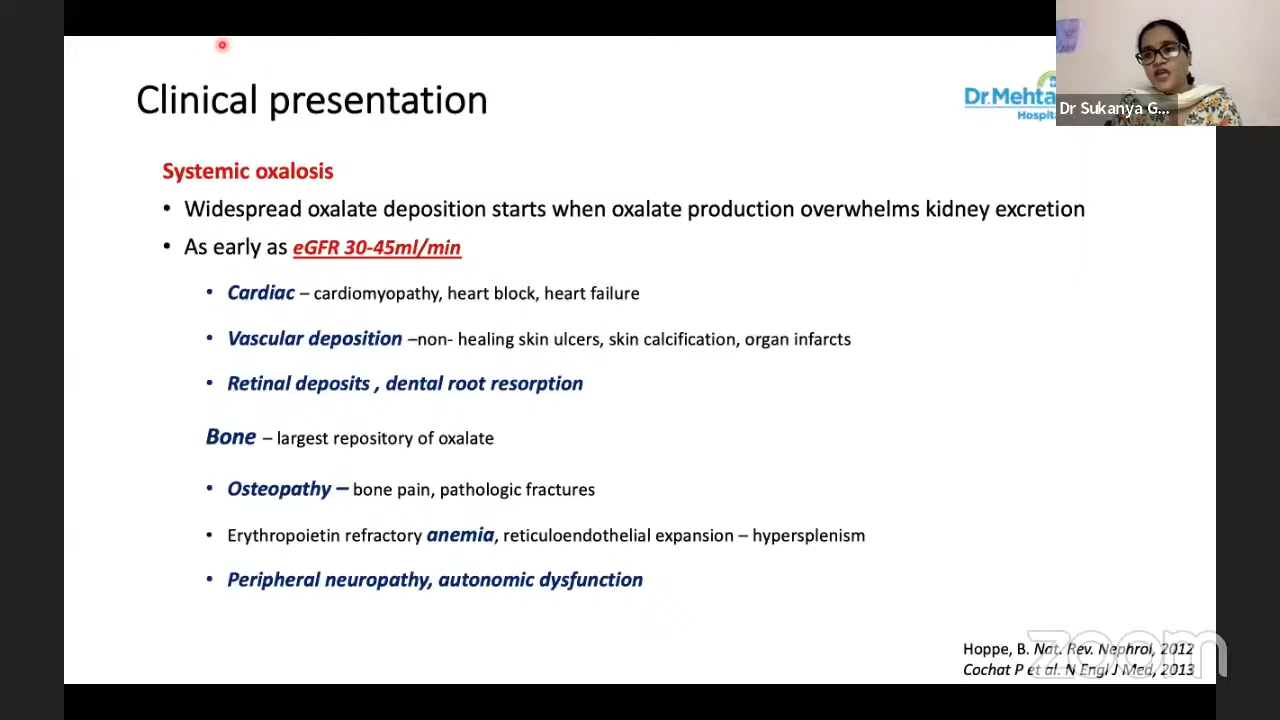 Clinical presentation
Dr.Mehta
Hospit
Dr Sukanya G...
Systemic oxalosis
• Widespread oxalate deposition starts when oxalate production overwhelms kidney excretion
• As early as eGFR 30-45ml/min
• Cardiac – cardiomyopathy, heart block, heart failure
• Vascular deposition –non- healing skin ulcers, skin calcification, organ infarcts
• Retinal deposits , dental root resorption
Bone – largest repository of oxalate
• Osteopathy – bone pain, pathologic fractures
• Erythropoietin refractory anemia, reticuloendothelial expansion – hypersplenism
• Peripheral neuropathy, autonomic dysfunction
Hoppe, B. Nat. Rev. Nephrol, 2012
Cochat P et al. N Engl J Med, 2013
zoom